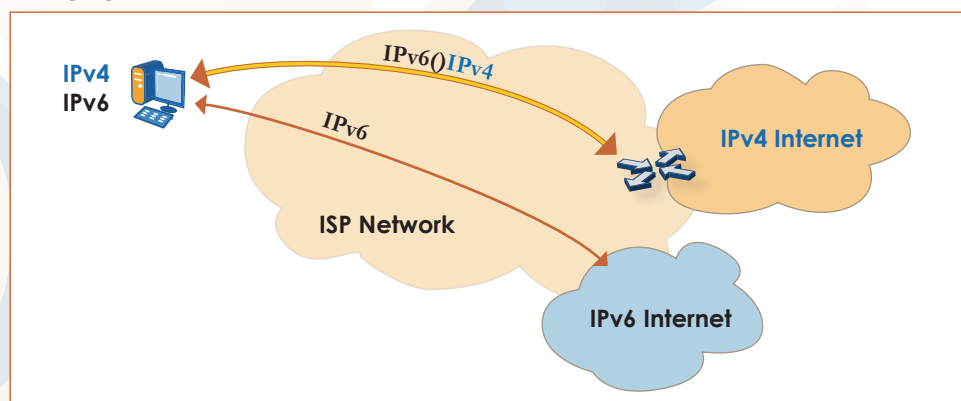 IPv6()IPv4
IPv4
IPv6
IPv6
IPv4 Internet
ISP Network
IPv6 Internet